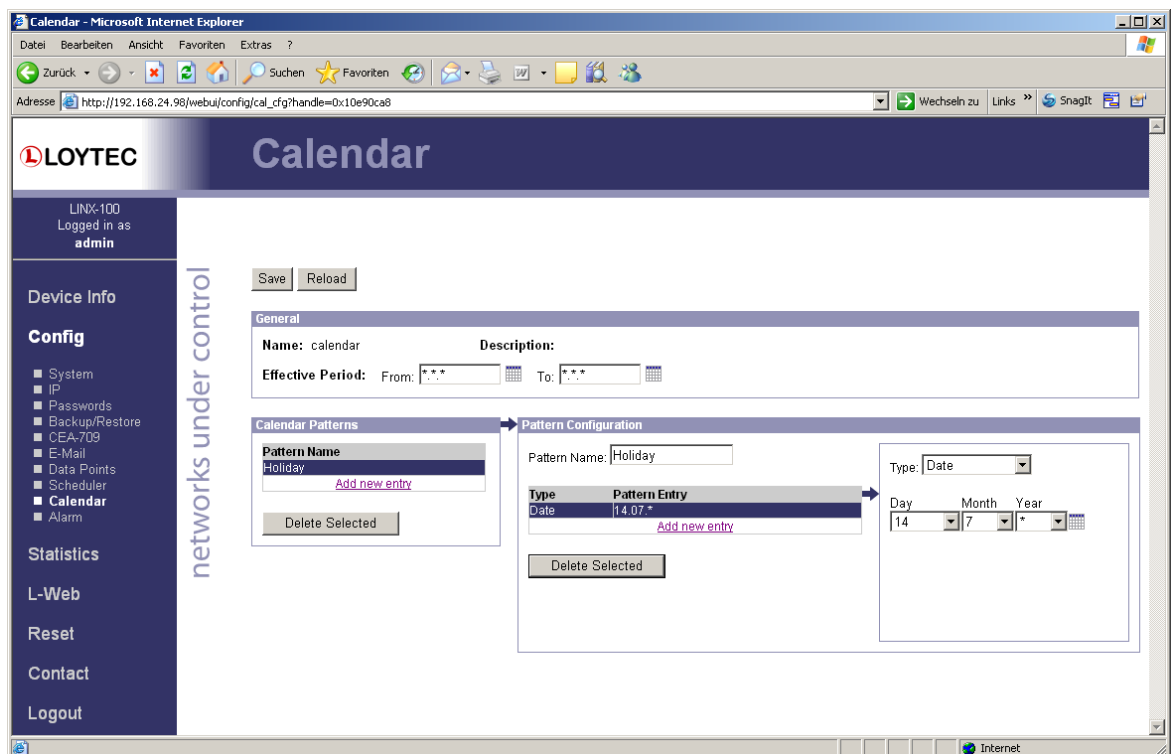 Calendar - Microsoft Internet Explorer
Datei Bearbeiten Ansicht Favoriten Extras ?
Zurück Suchen Favoriten
Adresse http://192.168.24.98/webui/config/cal_cfg?handle=0x10e90ca8 Wechseln zu Links » SnagIt
LOYTEC
Calendar
LINX-100
Logged in as
admin
Device Info
Config
System
IP
Passwords
Backup/Restore
CEA-709
E-Mail
Data Points
Scheduler
Calendar
Alarm
Statistics
L-Web
Reset
Contact
Logout
networks under control
Save Reload
General
Name: calendar Description:
Effective Period: From: *.*.* To: *.*.*
Calendar Patterns
Pattern Name
Holiday
Add new entry
Delete Selected
Pattern Configuration
Pattern Name: Holiday
Type Pattern Entry
Date 14.07.*
Add new entry
Delete Selected
Type: Date
Day Month Year
14 7 *
Internet